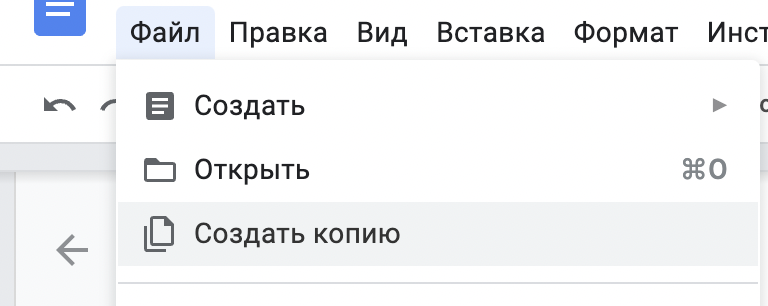 Файл Правка Вид Вставка Формат
Создать
Открыть ⌘O
Создать копию